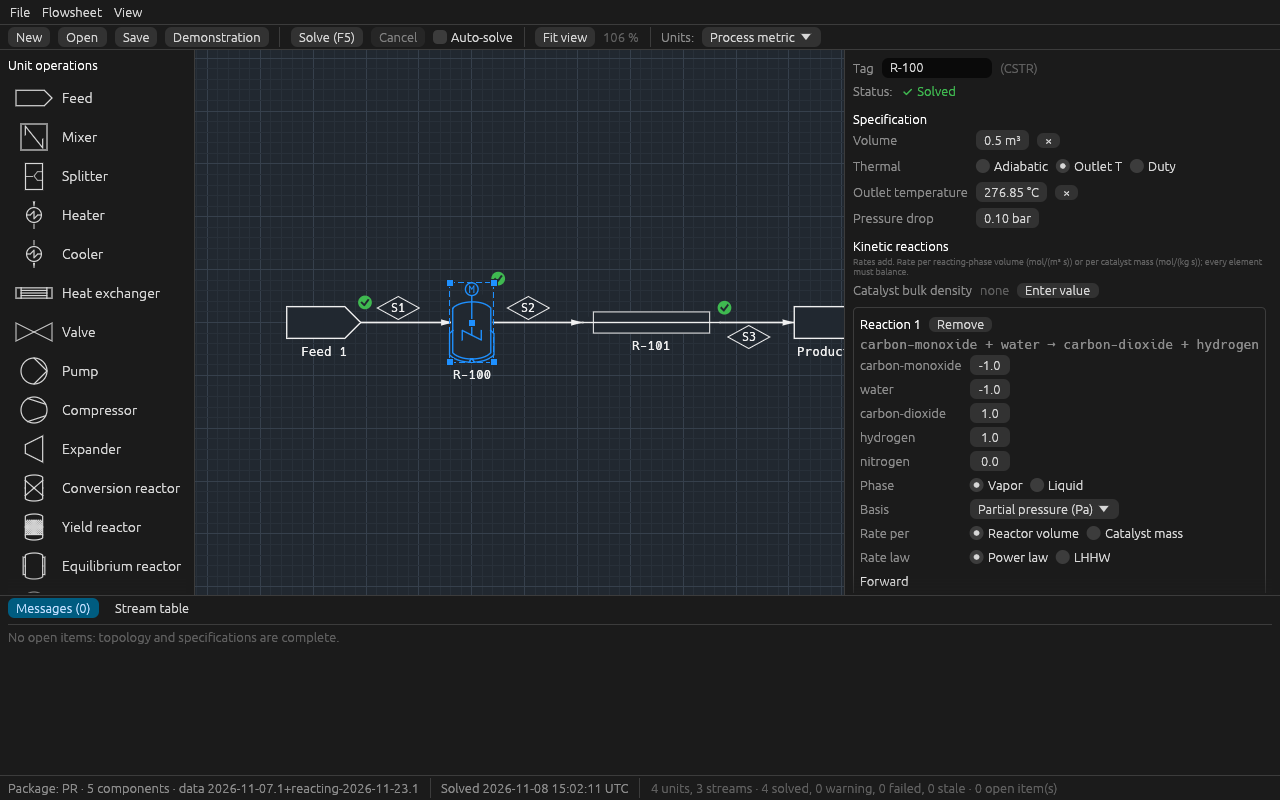 File Flowsheet View
New Open Save Demonstration Solve (F5) Cancel Auto-solve Fit view 106 % Units: Process metric
Unit operations
Feed
Mixer
Splitter
Heater
Cooler
Heat exchanger
Valve
Pump
Compressor
Expander
Conversion reactor
Yield reactor
Equilibrium reactor
S1
M
S2
S3
Feed 1
R-100
R-101
Produc
Tag R-100 (CSTR)
Status: ✓ Solved
Specification
Volume 0.5 m³ ×
Thermal Adiabatic Outlet T Duty
Outlet temperature 276.85 °C ×
Pressure drop 0.10 bar
Kinetic reactions
Rates add. Rate per reacting-phase volume (mol/(m³ s)) or per catalyst mass (mol/(kg s)); every element
must balance.
Catalyst bulk density none Enter value
Reaction 1 Remove
carbon-monoxide + water → carbon-dioxide + hydrogen
carbon-monoxide -1.0
water -1.0
carbon-dioxide 1.0
hydrogen 1.0
nitrogen 0.0
Phase Vapor Liquid
Basis Partial pressure (Pa)
Rate per Reactor volume Catalyst mass
Rate law Power law LHHW
Forward
Messages (0) Stream table
No open items: topology and specifications are complete.
Package: PR · 5 components · data 2026-11-07.1+reacting-2026-11-23.1 Solved 2026-11-08 15:02:11 UTC 4 units, 3 streams · 4 solved, 0 warning, 0 failed, 0 stale · 0 open item(s)